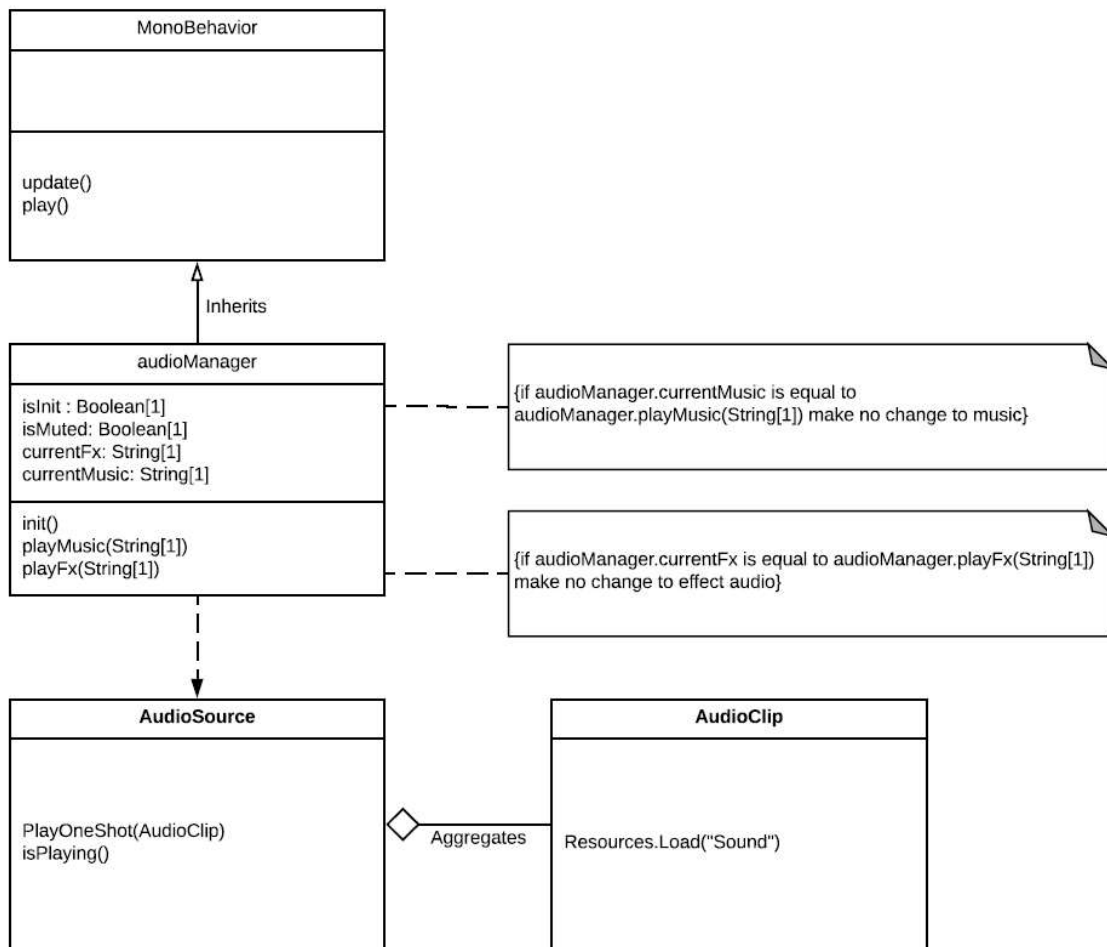 MonoBehavior
update()
play()
Inherits
audioManager
isInit : Boolean[1]
isMuted: Boolean[1]
currentFx: String[1]
currentMusic: String[1]
init()
playMusic(String[1])
playFx(String[1])
{if audioManager.currentMusic is equal to
audioManager.playMusic(String[1]) make no change to music}
{if audioManager.currentFx is equal to audioManager.playFx(String[1])
make no change to effect audio}
AudioSource
PlayOneShot(AudioClip)
isPlaying()
Aggregates
AudioClip
Resources.Load("Sound")